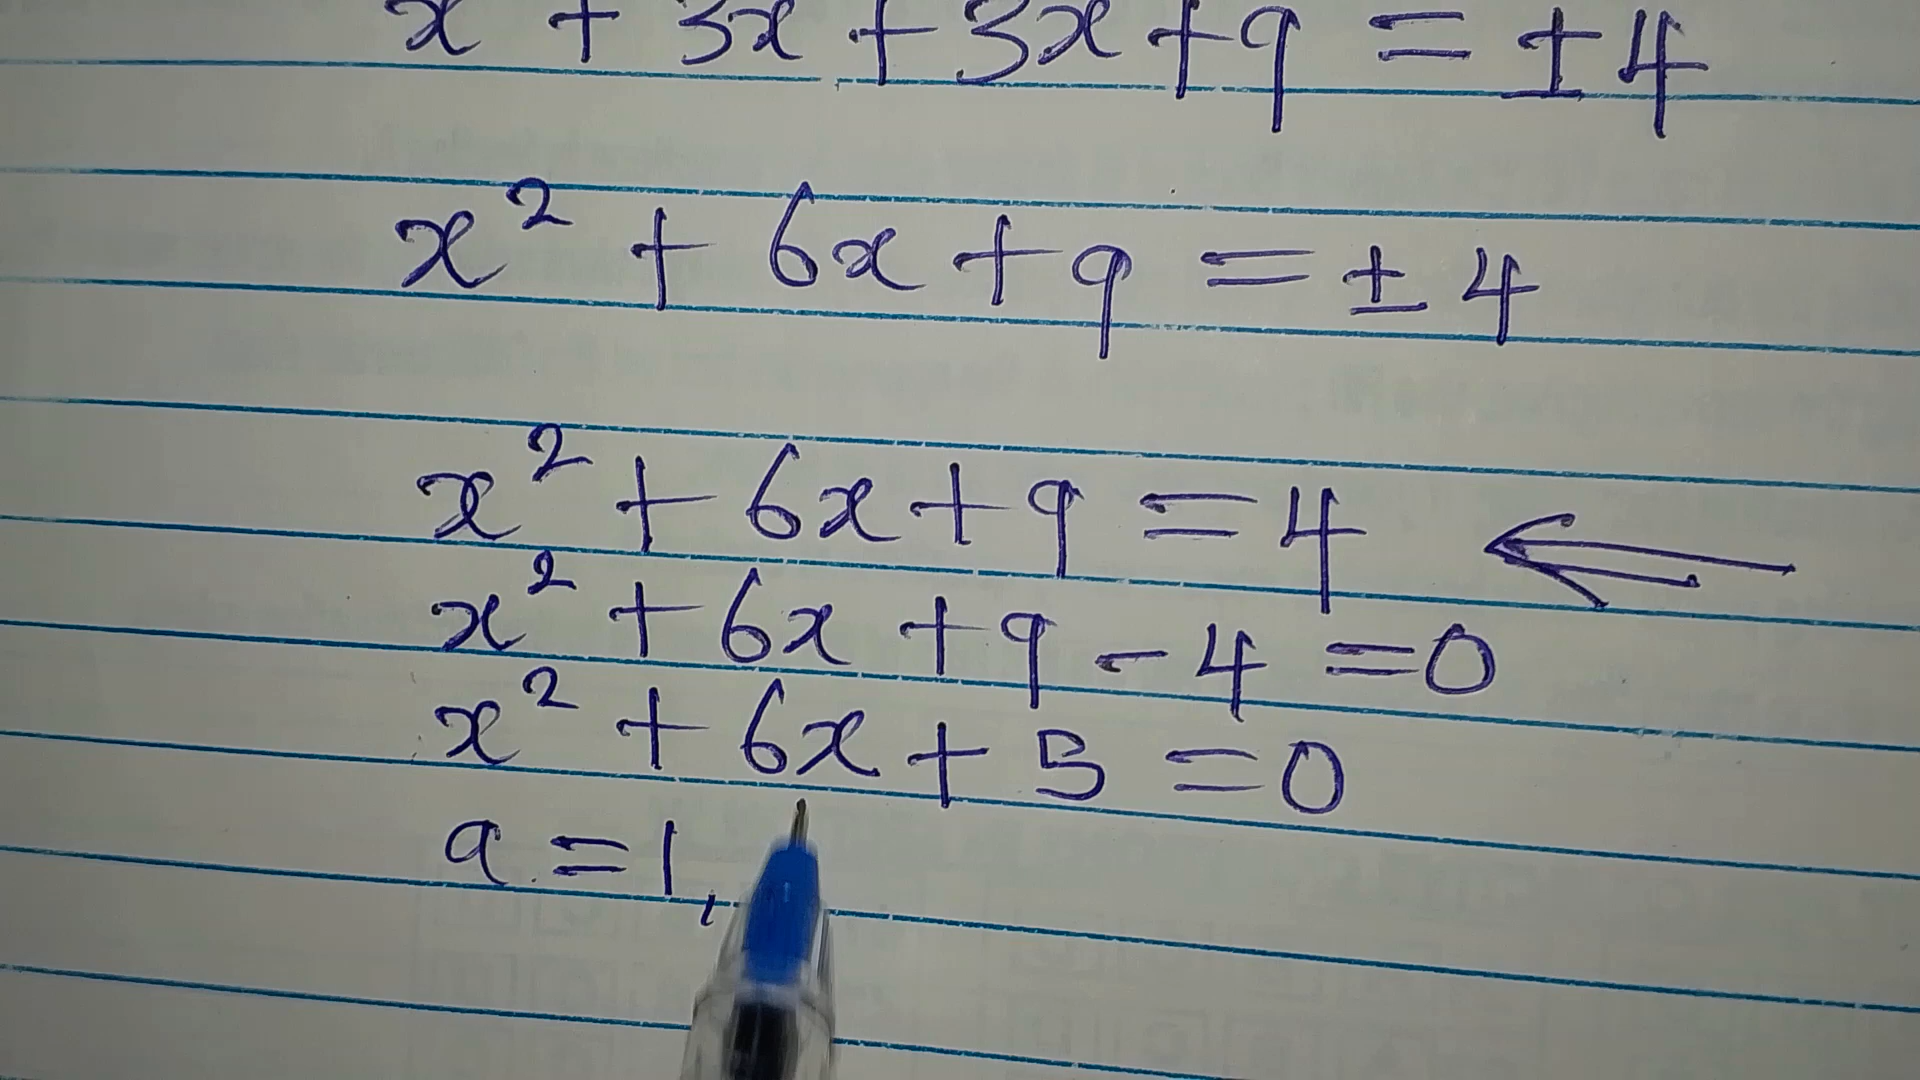 x + 3x + 3x + 9 = ± 4
x² + 6x + 9 = ± 4
x² + 6x + 9 = 4
x² + 6x + 9 - 4 = 0
x² + 6x + 5 = 0
a = 1,